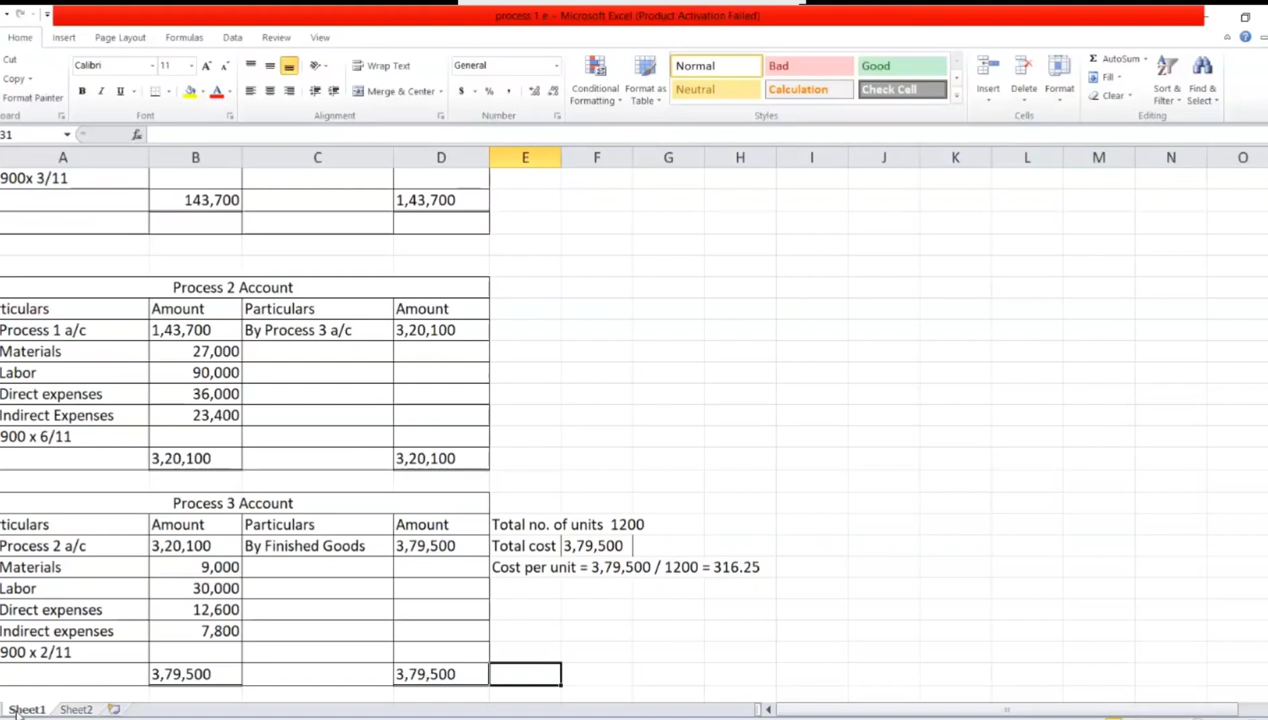 process 1 e - Microsoft Excel (Product Activation Failed)
Home Insert Page Layout Formulas Data Review View
Cut
Copy
Format Painter
Calibri 11 A A
Wrap Text
General
B I U A
Merge & Center
$ % ,
Conditional Formatting
Format as Table
Normal Bad Good
Neutral Calculation Check Cell
Insert Delete Format
Σ AutoSum
Fill
Clear
Sort & Filter
Find & Select
oard Font Alignment Number Styles Cells Editing
31 fx
A B C D E F G H I J K L M N O
900x 3/11
143,700 1,43,700
Process 2 Account
ticulars Amount Particulars Amount
Process 1 a/c 1,43,700 By Process 3 a/c 3,20,100
Materials 27,000
Labor 90,000
Direct expenses 36,000
Indirect Expenses 23,400
900 x 6/11
3,20,100 3,20,100
Process 3 Account
ticulars Amount Particulars Amount Total no. of units 1200
Process 2 a/c 3,20,100 By Finished Goods 3,79,500 Total cost 3,79,500
Materials 9,000 Cost per unit = 3,79,500 / 1200 = 316.25
Labor 30,000
Direct expenses 12,600
Indirect expenses 7,800
900 x 2/11
3,79,500 3,79,500
Sheet1 Sheet2